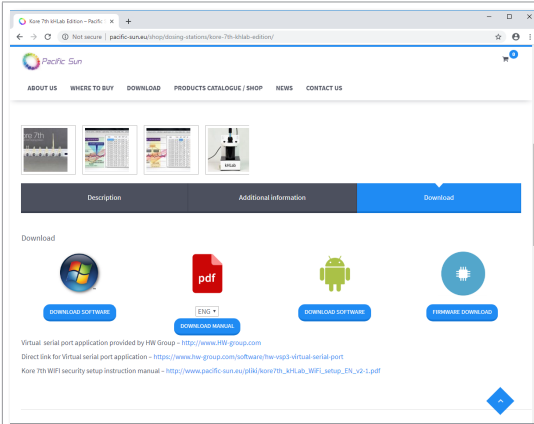 Kore 7th kHlab Edition – Pacific
Not secure | pacific-sun.eu/shop/dosing-stations/kore-7th-khlab-edition/
Pacific Sun
0
ABOUT US WHERE TO BUY DOWNLOAD PRODUCTS CATALOGUE / SHOP NEWS CONTACT US
re 7th
kHLab
Description Additional information Download
Download
pdf
DOWNLOAD SOFTWARE ENG DOWNLOAD SOFTWARE FIRMWARE DOWNLOAD
DOWNLOAD MANUAL
Virtual serial port application provided by HW Group – http://www.HW-group.com
Direct link for Virtual serial port application – https://www.hw-group.com/software/hw-vsp3-virtual-serial-port
Kore 7th WIFI security setup instruction manual – http://www.pacific-sun.eu/pliki/kore7th_kHLab_WiFi_setup_EN_v2-1.pdf